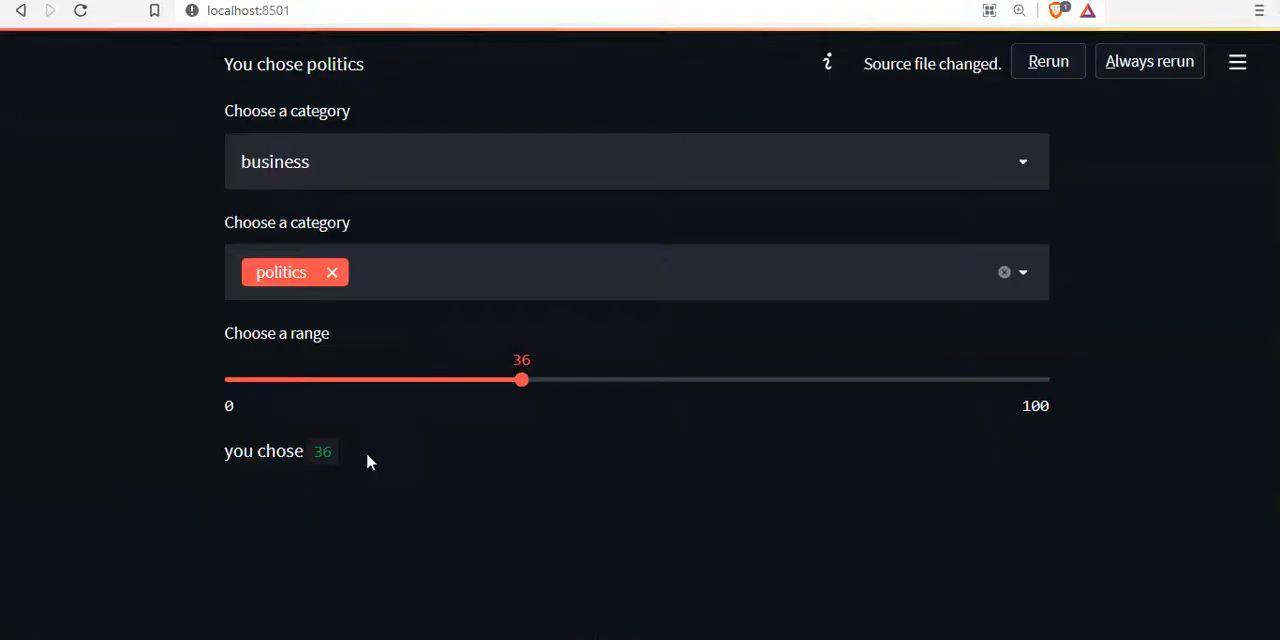 localhost:8501
1
You chose politics
Source file changed. Rerun Always rerun
Choose a category
business
Choose a category
politics
Choose a range
36
0 100
you chose 36